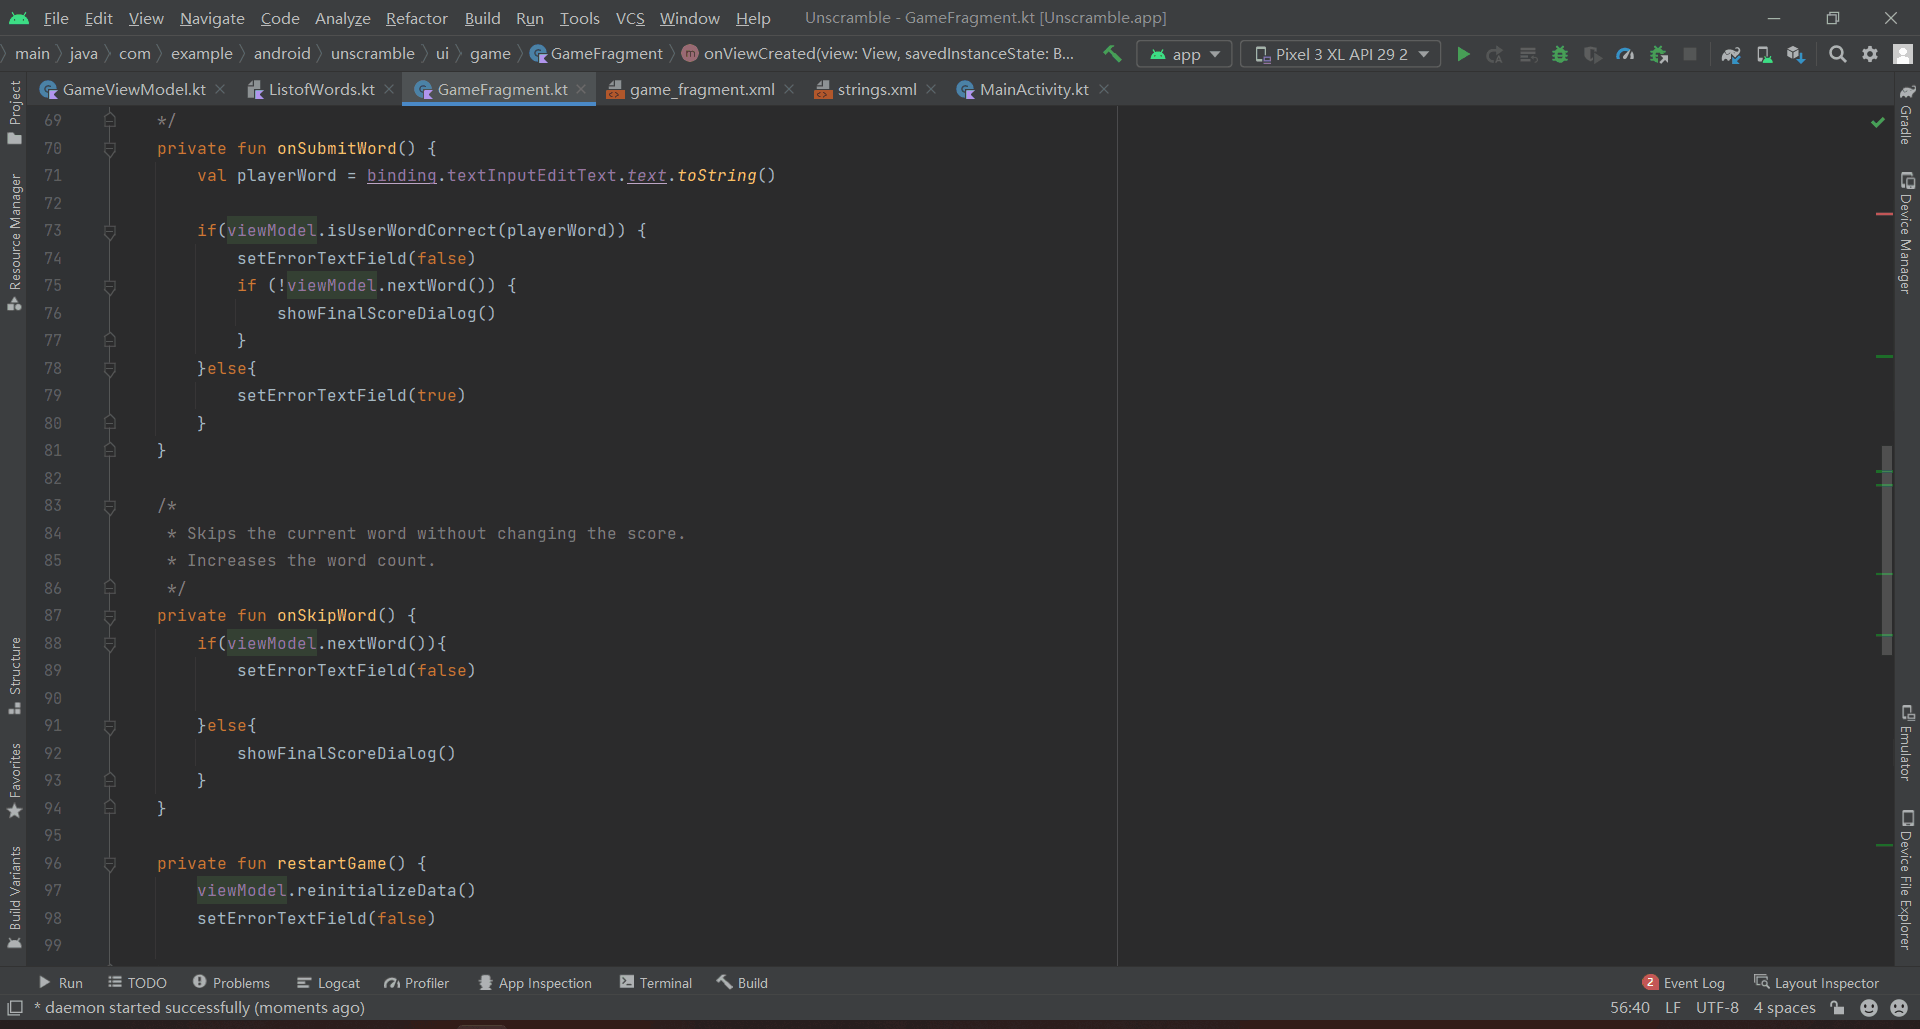 File Edit View Navigate Code Analyze Refactor Build Run Tools VCS Window Help Unscramble - GameFragment.kt [Unscramble.app]
main java com example android unscramble ui game GameFragment m onViewCreated(view: View, savedInstanceState: B... app Pixel 3 XL API 29 2
GameViewModel.kt ListofWords.kt GameFragment.kt game_fragment.xml strings.xml MainActivity.kt
Project
Resource Manager
Structure
Favorites
Build Variants
69 */
70 private fun onSubmitWord() {
71 val playerWord = binding.textInputEditText.text.toString()
72
73 if(viewModel.isUserWordCorrect(playerWord)) {
74 setErrorTextField(false)
75 if (!viewModel.nextWord()) {
76 showFinalScoreDialog()
77 }
78 }else{
79 setErrorTextField(true)
80 }
81 }
82
83 /*
84 * Skips the current word without changing the score.
85 * Increases the word count.
86 */
87 private fun onSkipWord() {
88 if(viewModel.nextWord()){
89 setErrorTextField(false)
90
91 }else{
92 showFinalScoreDialog()
93 }
94 }
95
96 private fun restartGame() {
97 viewModel.reinitializeData()
98 setErrorTextField(false)
99
Gradle
Device Manager
Emulator
Device File Explorer
Run TODO Problems Logcat Profiler App Inspection Terminal Build 2 Event Log Layout Inspector
* daemon started successfully (moments ago) 56:40 LF UTF-8 4 spaces